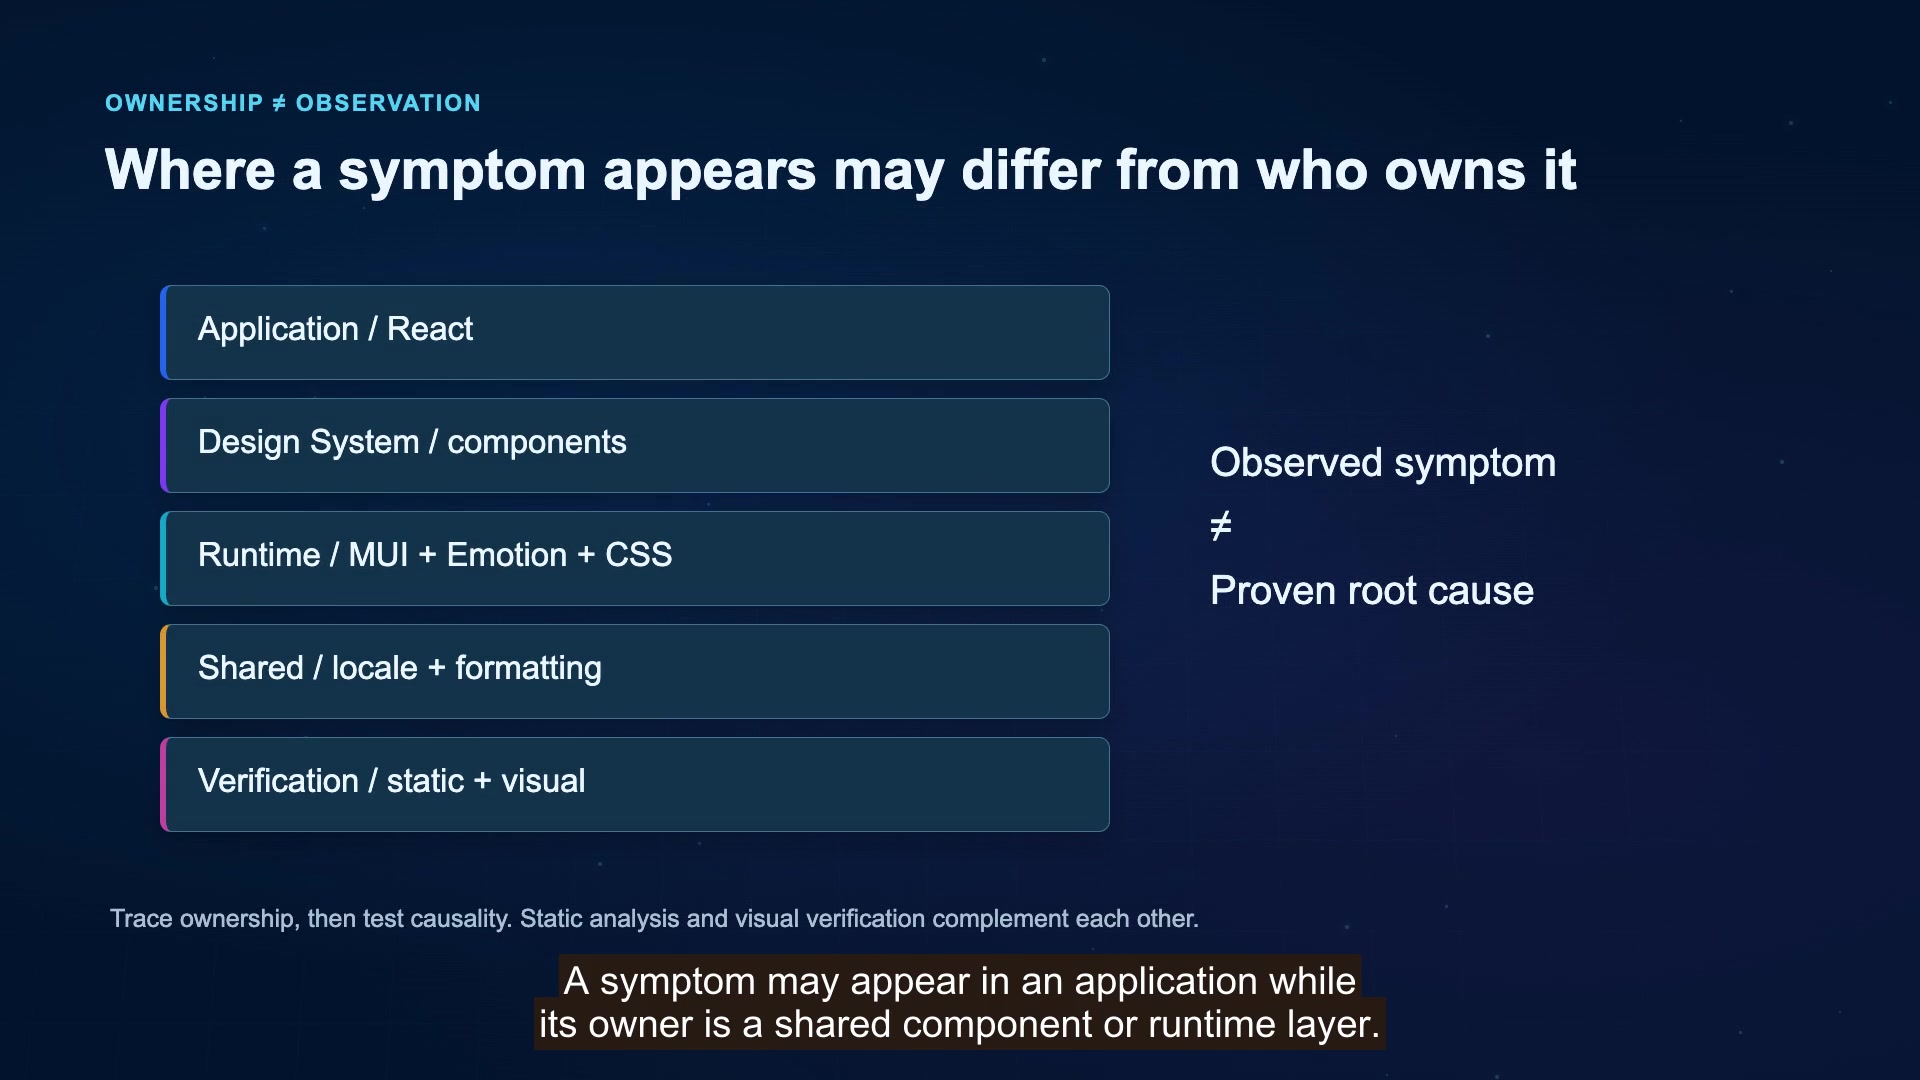 OWNERSHIP ≠ OBSERVATION
Where a symptom appears may differ from who owns it
Application / React
Design System / components
Runtime / MUI + Emotion + CSS
Shared / locale + formatting
Verification / static + visual
Observed symptom
≠
Proven root cause
Trace ownership, then test causality. Static analysis and visual verification complement each other.
A symptom may appear in an application while
its owner is a shared component or runtime layer.